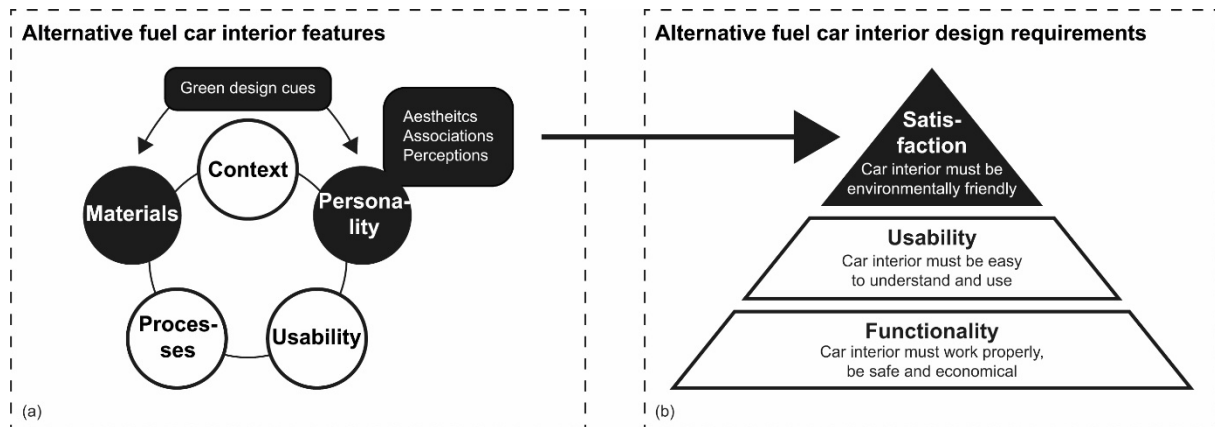 Alternative fuel car interior features
Green design cues
Aestheitcs
Associations
Perceptions
Context
Materials
Persona-
lity
Proces-
ses
Usability
(a)
Alternative fuel car interior design requirements
Satis-
faction
Car interior must be
environmentally friendly
Usability
Car interior must be easy
to understand and use
Functionality
Car interior must work properly,
be safe and economical
(b)